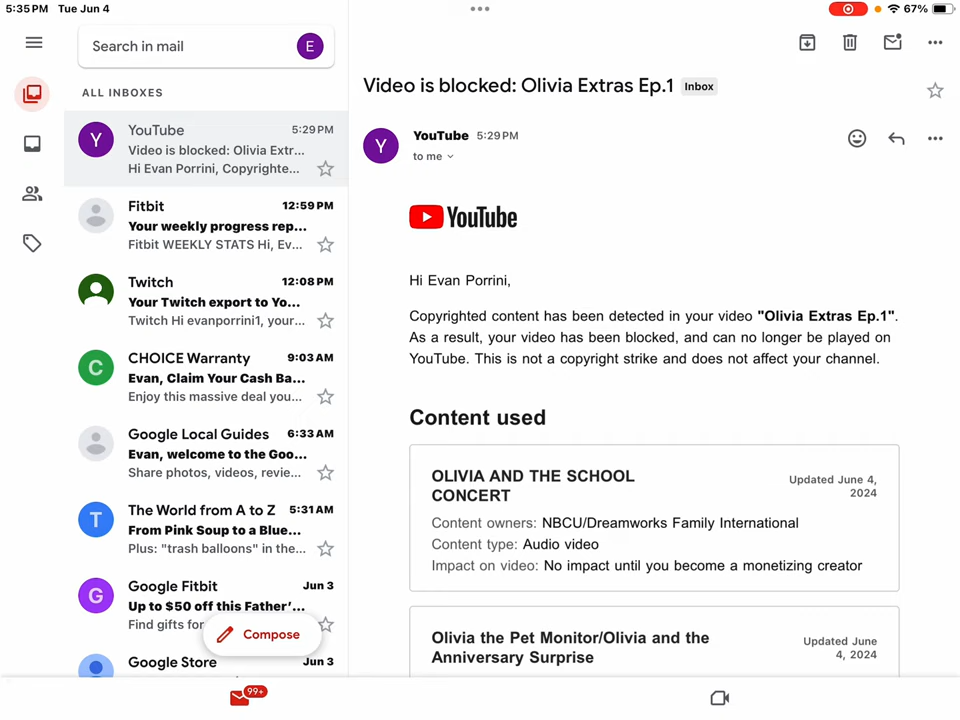 5:35 PM Tue Jun 4
67%
Search in mail
E
ALL INBOXES
Y
YouTube 5:29 PM
Video is blocked: Olivia Extr...
Hi Evan Porrini, Copyrighte...
Fitbit 12:59 PM
Your weekly progress rep...
Fitbit WEEKLY STATS Hi, Ev...
Twitch 12:08 PM
Your Twitch export to Yo...
Twitch Hi evanporrini1, your...
C
CHOICE Warranty 9:03 AM
Evan, Claim Your Cash Ba...
Enjoy this massive deal you...
Google Local Guides 6:33 AM
Evan, welcome to the Goo...
Share photos, videos, revie...
T
The World from A to Z 5:31 AM
From Pink Soup to a Blue...
Plus: "trash balloons" in the...
G
Google Fitbit Jun 3
Up to $50 off this Father'...
Find gifts for
Compose
Google Store Jun 3
99+
Video is blocked: Olivia Extras Ep.1 Inbox
Y
YouTube 5:29 PM
to me
YouTube
Hi Evan Porrini,
Copyrighted content has been detected in your video "Olivia Extras Ep.1".
As a result, your video has been blocked, and can no longer be played on
YouTube. This is not a copyright strike and does not affect your channel.
Content used
OLIVIA AND THE SCHOOL
CONCERT
Updated June 4,
2024
Content owners: NBCU/Dreamworks Family International
Content type: Audio video
Impact on video: No impact until you become a monetizing creator
Olivia the Pet Monitor/Olivia and the
Anniversary Surprise
Updated June
4, 2024